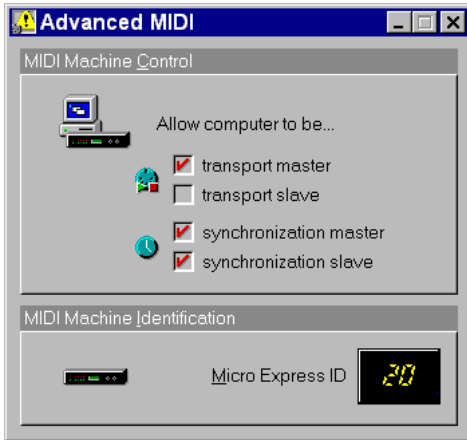 Advanced MIDI
MIDI Machine Control
Allow computer to be...
transport master
transport slave
synchronization master
synchronization slave
MIDI Machine Identification
Micro Express ID
20